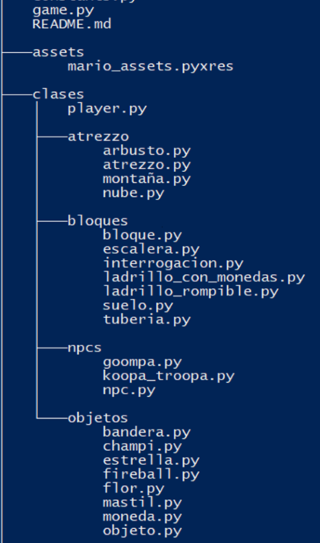 game.py
README.md
assets
mario_assets.pyxres
clases
player.py
atrezzo
arbusto.py
atrezzo.py
montaña.py
nube.py
bloques
bloque.py
escalera.py
interrogacion.py
ladrillo_con_monedas.py
ladrillo_rompible.py
suelo.py
tuberia.py
npcs
goompa.py
koopa_troopa.py
npc.py
objetos
bandera.py
champi.py
estrella.py
fireball.py
flor.py
mastil.py
moneda.py
objeto.py